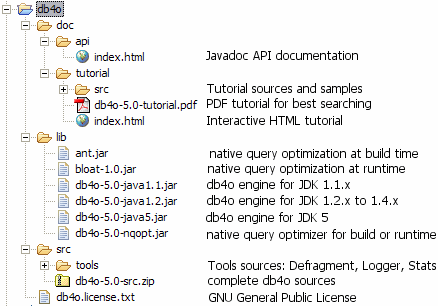 db4o
doc
api
index.html Javadoc API documentation
tutorial
src Tutorial sources and samples
db4o-5.0-tutorial.pdf PDF tutorial for best searching
index.html Interactive HTML tutorial
lib
ant.jar native query optimization at build time
bloat-1.0.jar native query optimization at runtime
db4o-5.0-java1.1.jar db4o engine for JDK 1.1.x
db4o-5.0-java1.2.jar db4o engine for JDK 1.2.x to 1.4.x
db4o-5.0-java5.jar db4o engine for JDK 5
db4o-5.0-nqopt.jar native query optimizer for build or runtime
src
tools Tools sources: Defragment, Logger, Stats
db4o-5.0-src.zip complete db4o sources
db4o.license.txt GNU General Public License